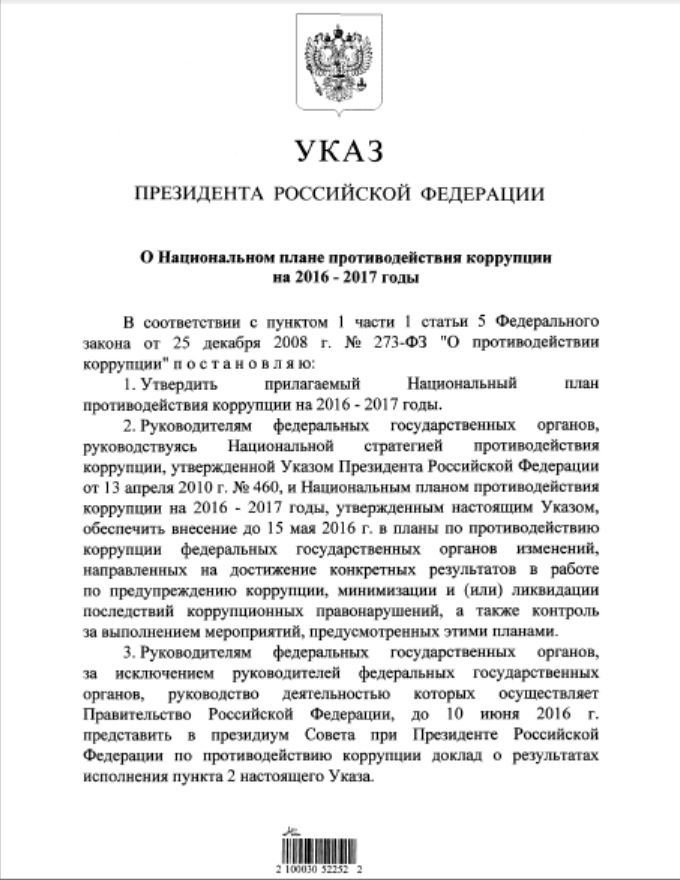 УКАЗ
ПРЕЗИДЕНТА РОССИЙСКОЙ ФЕДЕРАЦИИ
О Национальном плане противодействия коррупции
на 2016 - 2017 годы
В соответствии с пунктом 1 части 1 статьи 5 Федерального
закона от 25 декабря 2008 г. № 273-ФЗ "О противодействии
коррупции" п о с т а н о в л я ю:
1. Утвердить прилагаемый Национальный план
противодействия коррупции на 2016 - 2017 годы.
2. Руководителям федеральных государственных органов,
руководствуясь Национальной стратегией противодействия
коррупции, утвержденной Указом Президента Российской Федерации
от 13 апреля 2010 г. № 460, и Национальным планом противодействия
коррупции на 2016 - 2017 годы, утвержденным настоящим Указом,
обеспечить внесение до 15 мая 2016 г. в планы по противодействию
коррупции федеральных государственных органов изменений,
направленных на достижение конкретных результатов в работе
по предупреждению коррупции, минимизации и (или) ликвидации
последствий коррупционных правонарушений, а также контроль
за выполнением мероприятий, предусмотренных этими планами.
3. Руководителям федеральных государственных органов,
за исключением руководителей федеральных государственных
органов, руководство деятельностью которых осуществляет
Правительство Российской Федерации, до 10 июня 2016 г.
представить в президиум Совета при Президенте Российской
Федерации по противодействию коррупции доклад о результатах
исполнения пункта 2 настоящего Указа.
2 100030 52252 2